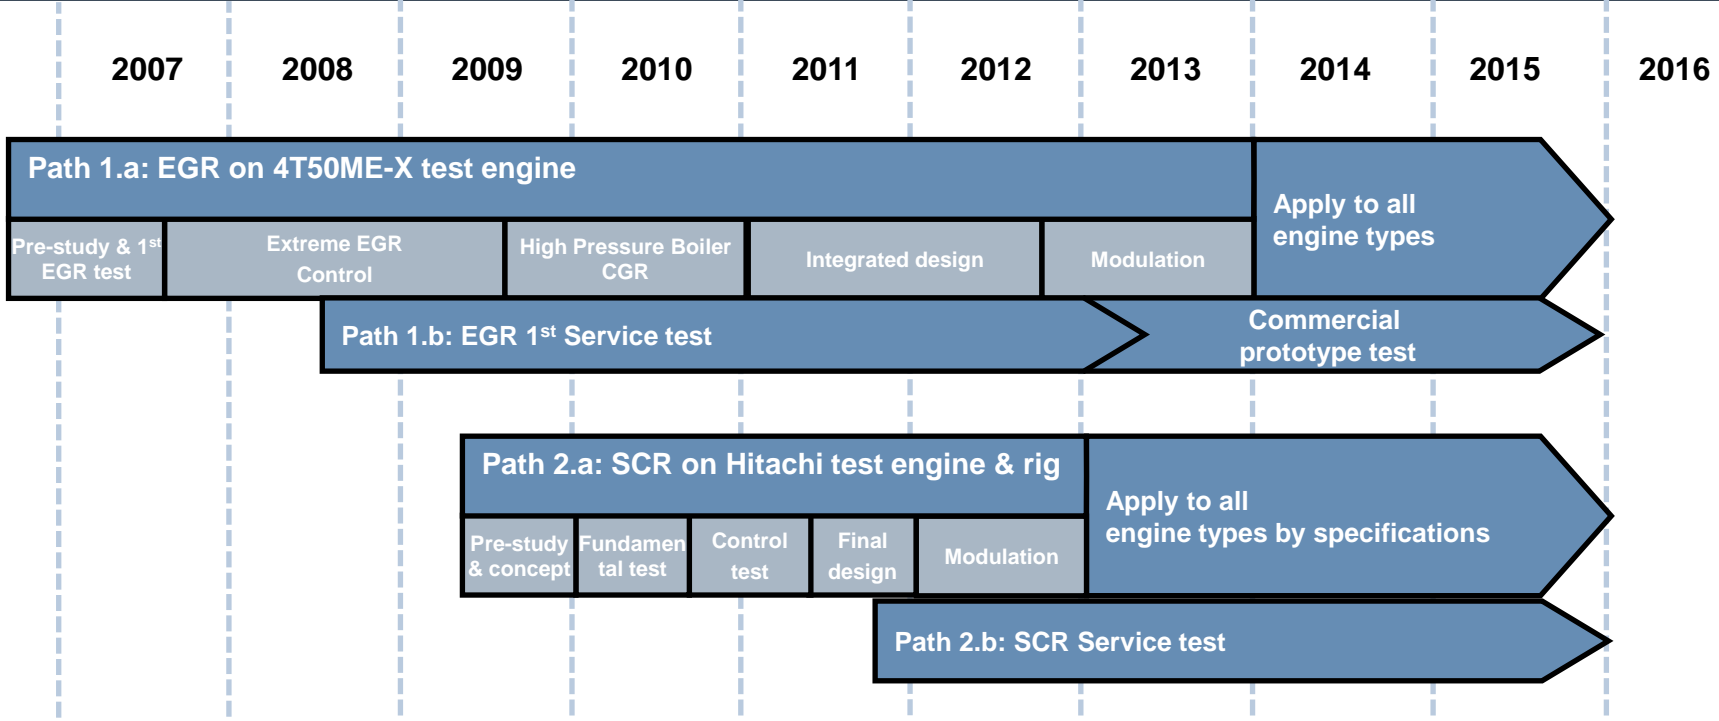 2007 2008 2009 2010 2011 2012 2013 2014 2015 2016
Path 1.a: EGR on 4T50ME-X test engine
Apply to all
engine types
Pre-study & 1st
EGR test
Extreme EGR
Control
High Pressure Boiler
CGR
Integrated design
Modulation
Path 1.b: EGR 1st Service test
Commercial
prototype test
Path 2.a: SCR on Hitachi test engine & rig
Apply to all
engine types by specifications
Pre-study
& concept
Fundamen
tal test
Control
test
Final
design
Modulation
Path 2.b: SCR Service test